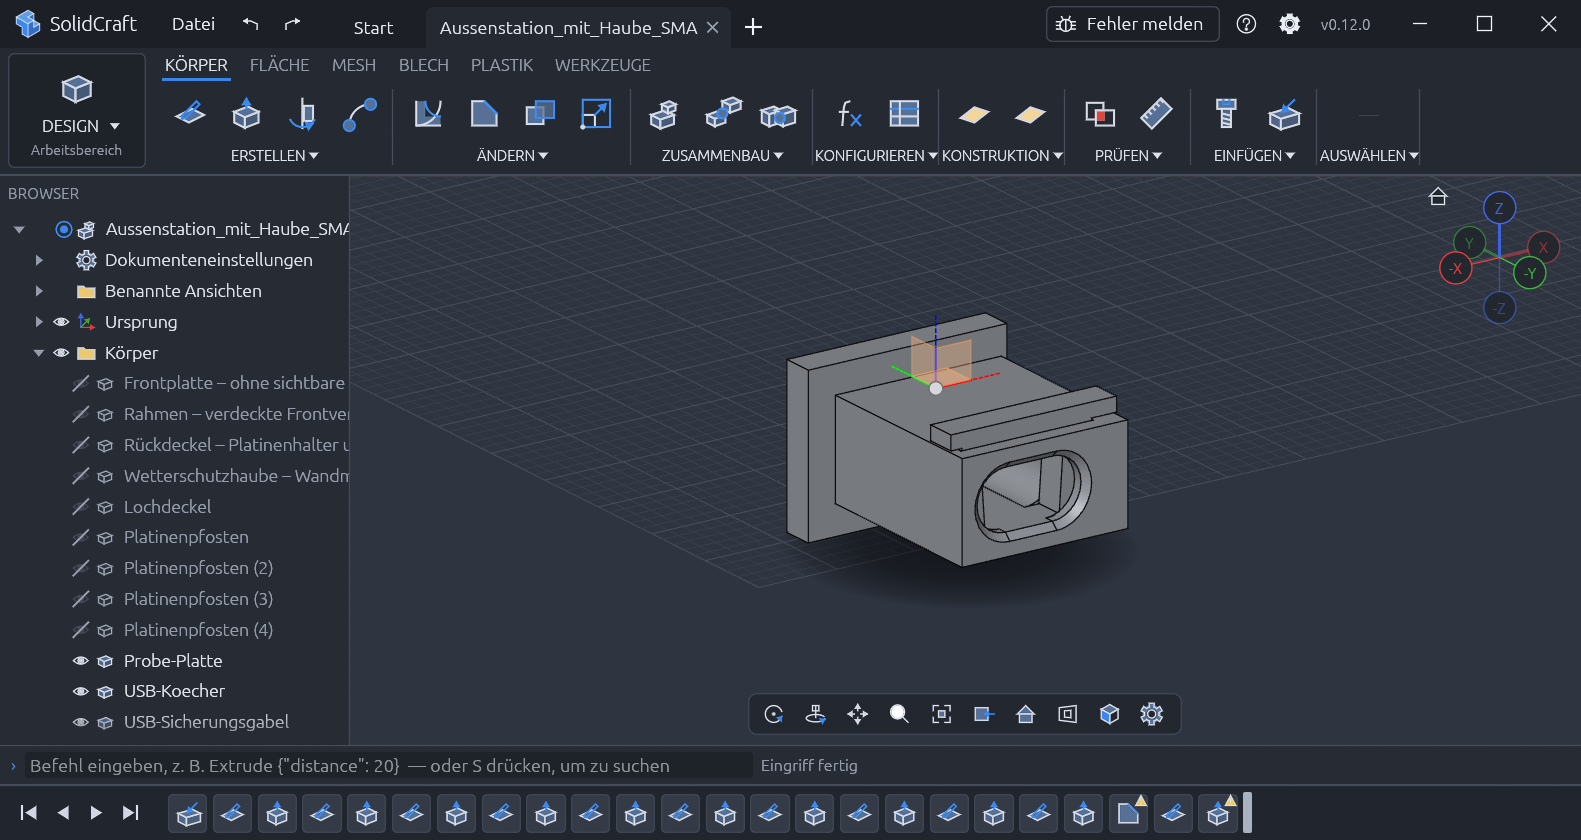 SolidCraft
Datei
Start
Aussenstation_mit_Haube_SMA
Fehler melden
v0.12.0
DESIGN
Arbeitsbereich
KÖRPER FLÄCHE MESH BLECH PLASTIK WERKZEUGE
fx
ERSTELLEN ÄNDERN ZUSAMMENBAU KONFIGURIEREN KONSTRUKTION PRÜFEN EINFÜGEN AUSWÄHLEN
BROWSER
Aussenstation_mit_Haube_SMA
Dokumenteneinstellungen
Benannte Ansichten
Ursprung
Körper
Frontplatte – ohne sichtbare
Rahmen – verdeckte Frontver
Rückdeckel – Platinenhalter u
Wetterschutzhaube – Wandm
Lochdeckel
Platinenpfosten
Platinenpfosten (2)
Platinenpfosten (3)
Platinenpfosten (4)
Probe-Platte
USB-Koecher
USB-Sicherungsgabel
Z
Y
X
-X
-Y
-Z
Befehl eingeben, z. B. Extrude {"distance": 20} — oder S drücken, um zu suchen
Eingriff fertig